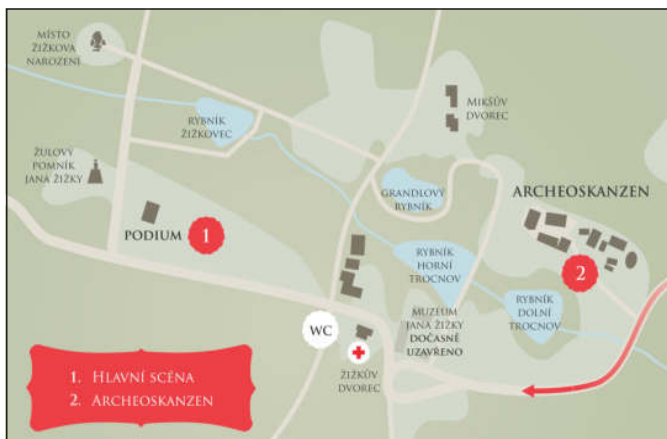 MÍSTO
ŽIŽKOVA
NAROZENÍ
RYBNÍK
ŽIŽKOVEC
MIKŠŮV
DVOREC
ŽULOVÝ
POMNÍK
JANA ŽIŽKY
GRANDLOVÝ
RYBNÍK
ARCHEOSKANZEN
PODIUM 1
2
RYBNÍK
HORNÍ
TROCNOV
RYBNÍK
DOLNÍ
TROCNOV
MUZEUM
JANA ŽIŽKY
DOČASNĚ
UZAVŘENO
WC
ŽIŽKŮV
DVOREC
1. HLAVNÍ SCÉNA
2. ARCHEOSKANZEN